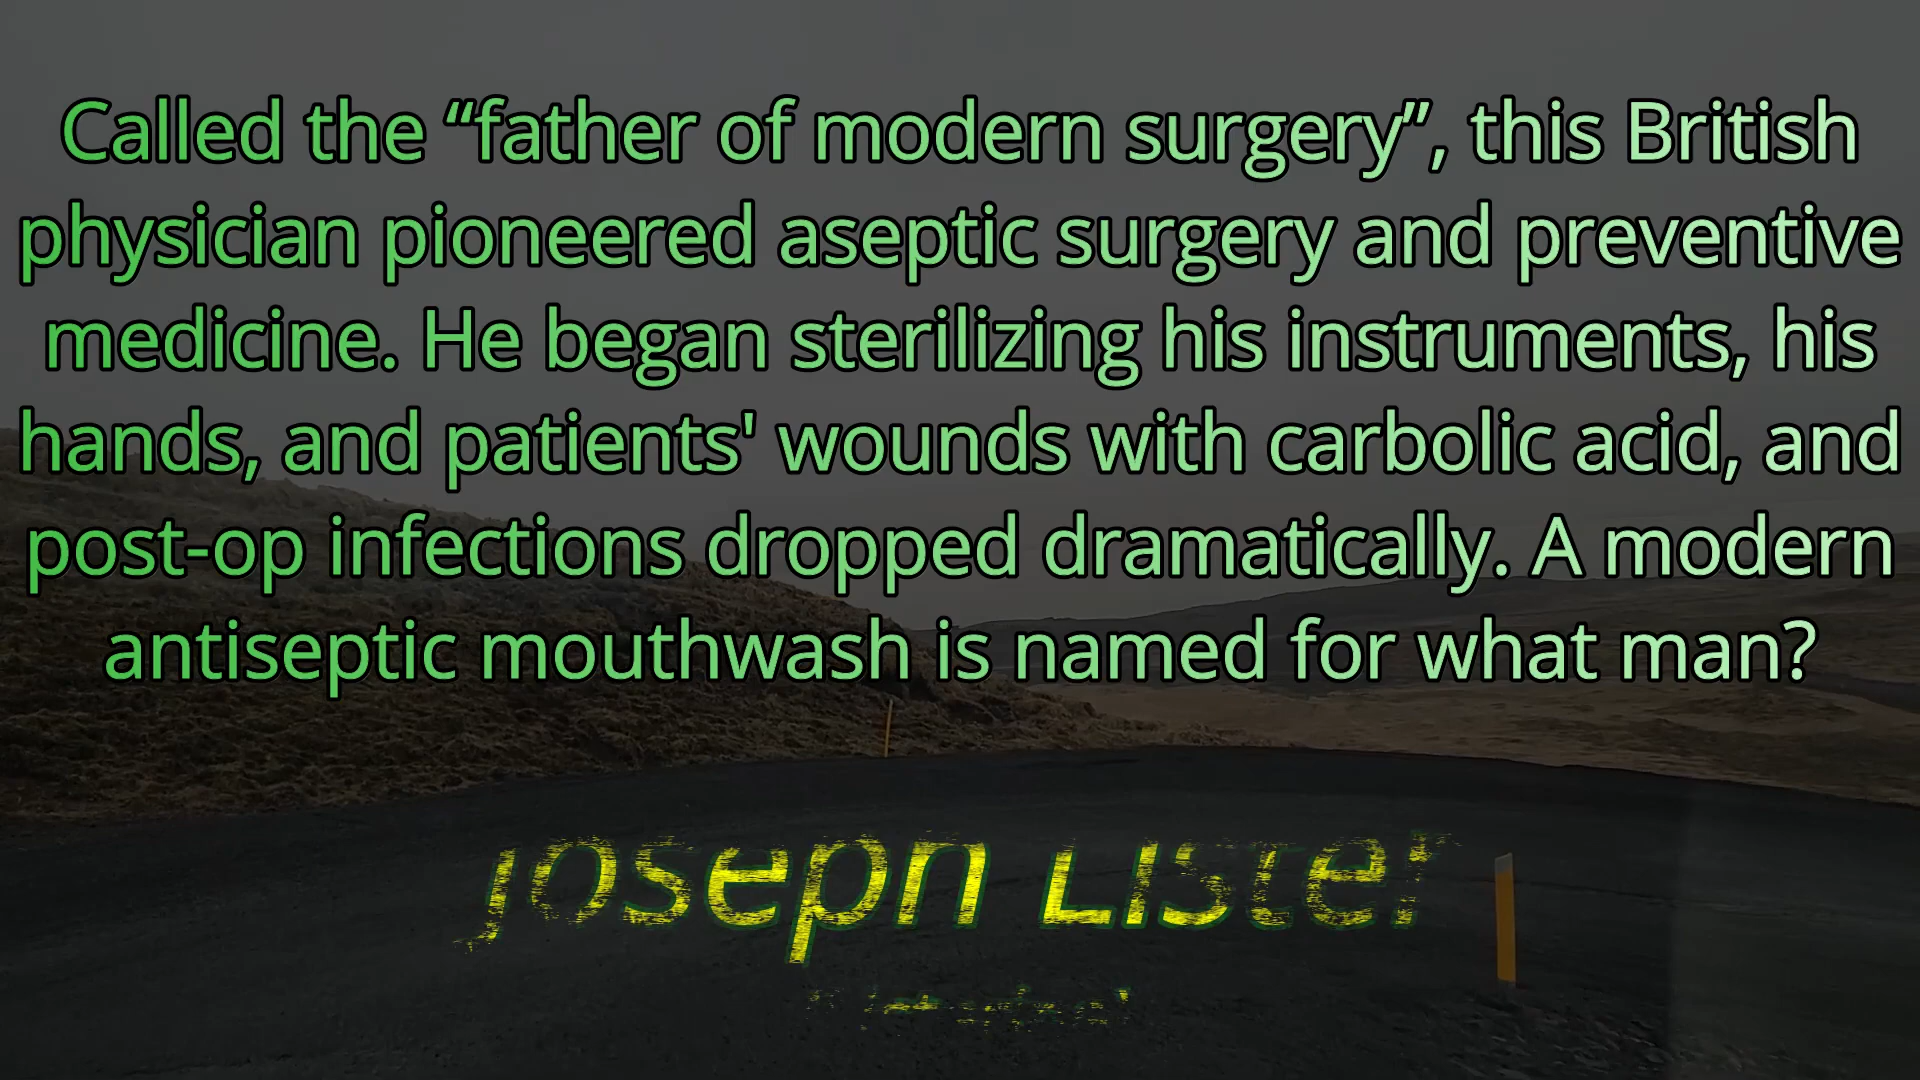 Called the “father of modern surgery”, this British
physician pioneered aseptic surgery and preventive
medicine. He began sterilizing his instruments, his
hands, and patients' wounds with carbolic acid, and
post-op infections dropped dramatically. A modern
antiseptic mouthwash is named for what man?
Joseph Lister